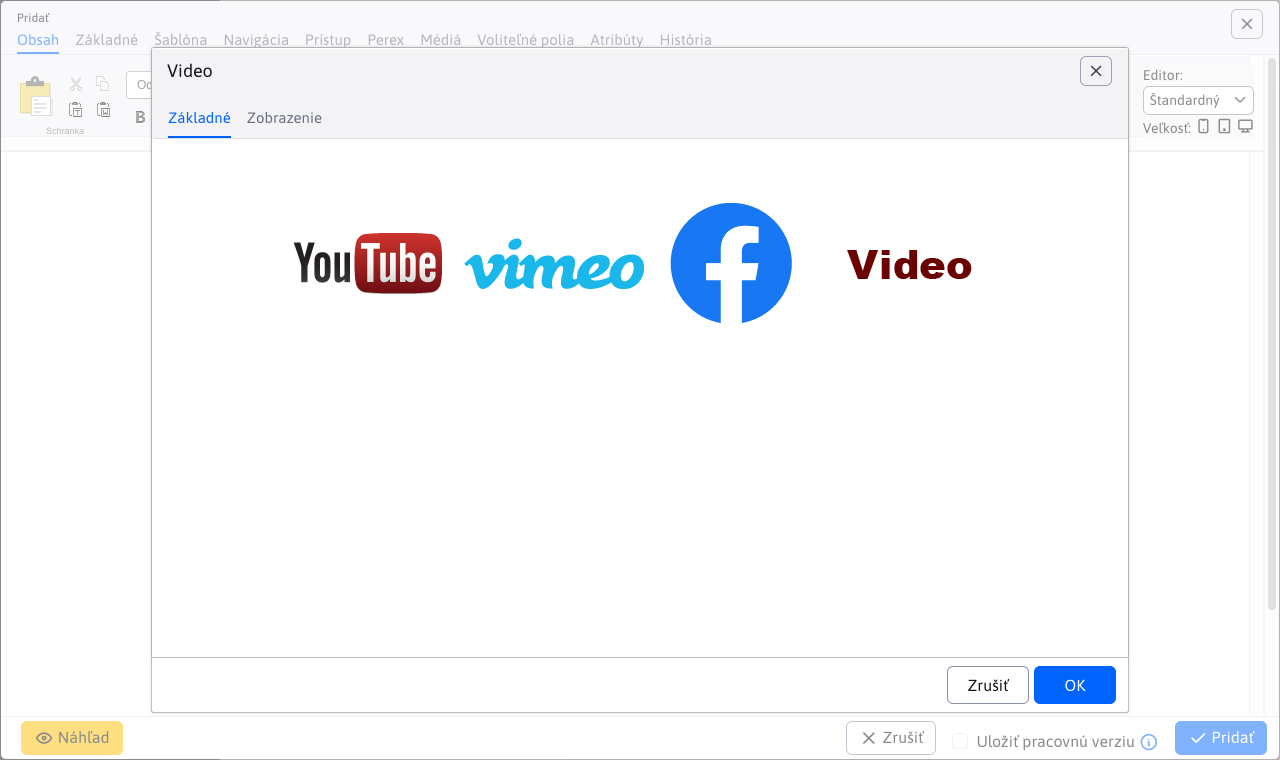 Pridať
Obsah Základné Šablóna Navigácia Prístup Perex Médiá Voliteľné polia Atribúty História
Schránka
B
Editor:
Štandardný
Veľkosť:
Video
Základné Zobrazenie
YouTube vimeo Video
Zrušiť OK
Náhľad Zrušiť Uložiť pracovnú verziu Pridať